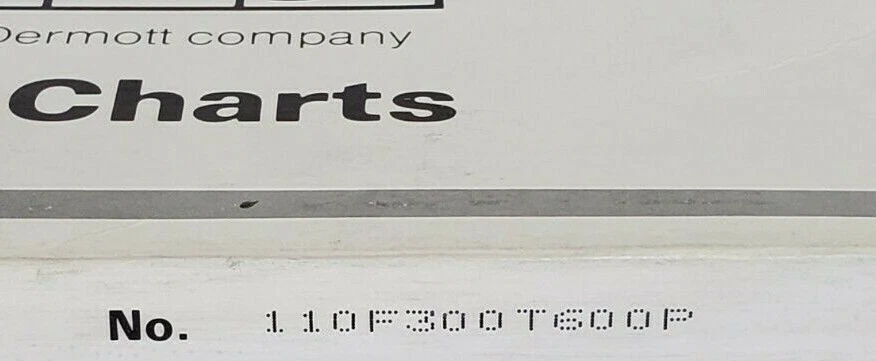 Dermott company
Charts
No. 110F300T600P